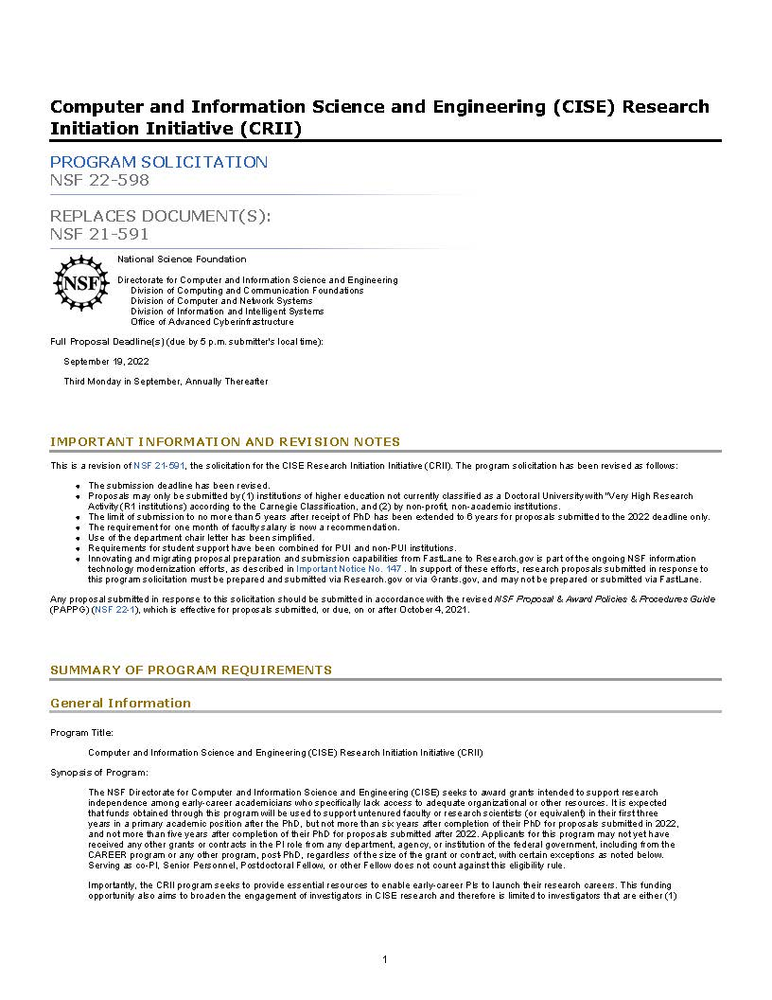 Computer and Information Science and Engineering (CISE) Research
Initiation Initiative (CRII)
PROGRAM SOLICITATION
NSF 22-598
REPLACES DOCUMENT(S):
NSF 21-591
NSF
National Science Foundation
Directorate for Computer and Information Science and Engineering
Division of Computing and Communication Foundations
Division of Computer and Network Systems
Division of Information and Intelligent Systems
Office of Advanced Cyberinfrastructure
Full Proposal Deadline(s) (due by 5 p.m. submitter's local time):
September 19, 2022
Third Monday in September, Annually Thereafter
IMPORTANT INFORMATION AND REVISION NOTES
This is a revision of NSF 21-591, the solicitation for the CISE Research Initiation Initiative (CRII). The program solicitation has been revised as follows:
• The submission deadline has been revised.
• Proposals may only be submitted by (1) institutions of higher education not currently classified as a Doctoral University with "Very High Research
Activity (R1 institutions) according to the Carnegie Classification, and (2) by non-profit, non-academic institutions.
• The limit of submission to no more than 5 years after receipt of PhD has been extended to 6 years for proposals submitted to the 2022 deadline only.
• The requirement for one month of faculty salary is now a recommendation.
• Use of the department chair letter has been simplified.
• Requirements for student support have been combined for PUI and non-PUI institutions.
• Innovating and migrating proposal preparation and submission capabilities from FastLane to Research.gov is part of the ongoing NSF information
technology modernization efforts, as described in Important Notice No. 147 . In support of these efforts, research proposals submitted in response to
this program solicitation must be prepared and submitted via Research.gov or via Grants.gov, and may not be prepared or submitted via FastLane.
Any proposal submitted in response to this solicitation should be submitted in accordance with the revised NSF Proposal & Award Policies & Procedures Guide
(PAPPG) (NSF 22-1), which is effective for proposals submitted, or due, on or after October 4, 2021.
SUMMARY OF PROGRAM REQUIREMENTS
General Information
Program Title:
Computer and Information Science and Engineering (CISE) Research Initiation Initiative (CRII)
Synopsis of Program:
The NSF Directorate for Computer and Information Science and Engineering (CISE) seeks to award grants intended to support research
independence among early-career academicians who specifically lack access to adequate organizational or other resources. It is expected
that funds obtained through this program will be used to support untenured faculty or research scientists (or equivalent) in their first three
years in a primary academic position after the PhD, but not more than six years after completion of their PhD for proposals submitted in 2022,
and not more than five years after completion of their PhD for proposals submitted after 2022. Applicants for this program may not yet have
received any other grants or contracts in the PI role from any department, agency, or institution of the federal government, including from the
CAREER program or any other program, post-PhD, regardless of the size of the grant or contract, with certain exceptions as noted below.
Serving as co-PI, Senior Personnel, Postdoctoral Fellow, or other Fellow does not count against this eligibility rule.
Importantly, the CRII program seeks to provide essential resources to enable early-career PIs to launch their research careers. This funding
opportunity also aims to broaden the engagement of investigators in CISE research and therefore is limited to investigators that are either (1)
1